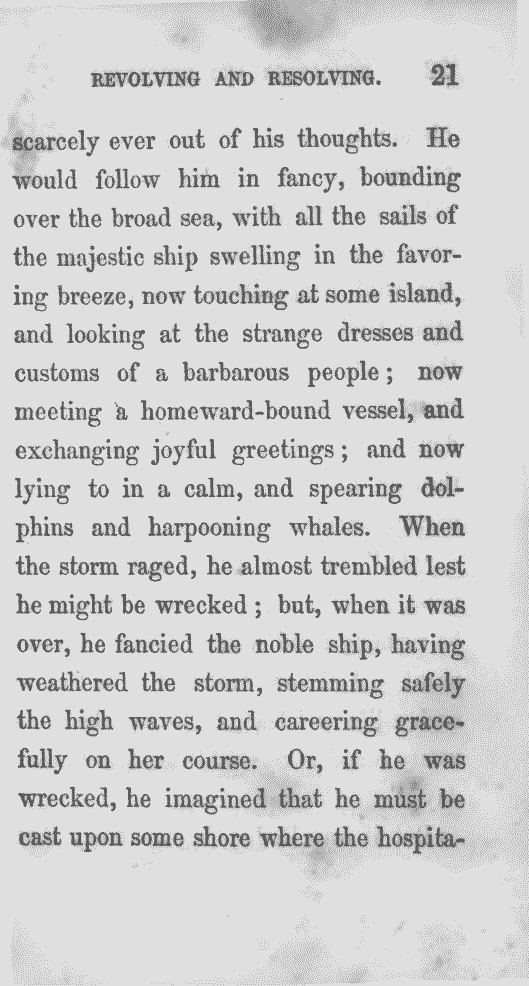 REVOLVING AND RESOLVING. 21
scarcely ever out of his thoughts. He
would follow him in fancy, bounding
over the broad sea, with all the sails of
the majestic ship swelling in the favor-
ing breeze, now touching at some island,
and looking at the strange dresses and
customs of a barbarous people; now
meeting a homeward-bound vessel, and
exchanging joyful greetings; and now
lying to in a calm, and spearing dol-
phins and harpooning whales. When
the storm raged, he almost trembled lest
he might be wrecked; but, when it was
over, he fancied the noble ship, having
weathered the storm, stemming safely
the high waves, and careering grace-
fully on her course. Or, if he was
wrecked, he imagined that he must be
cast upon some shore where the hospita-